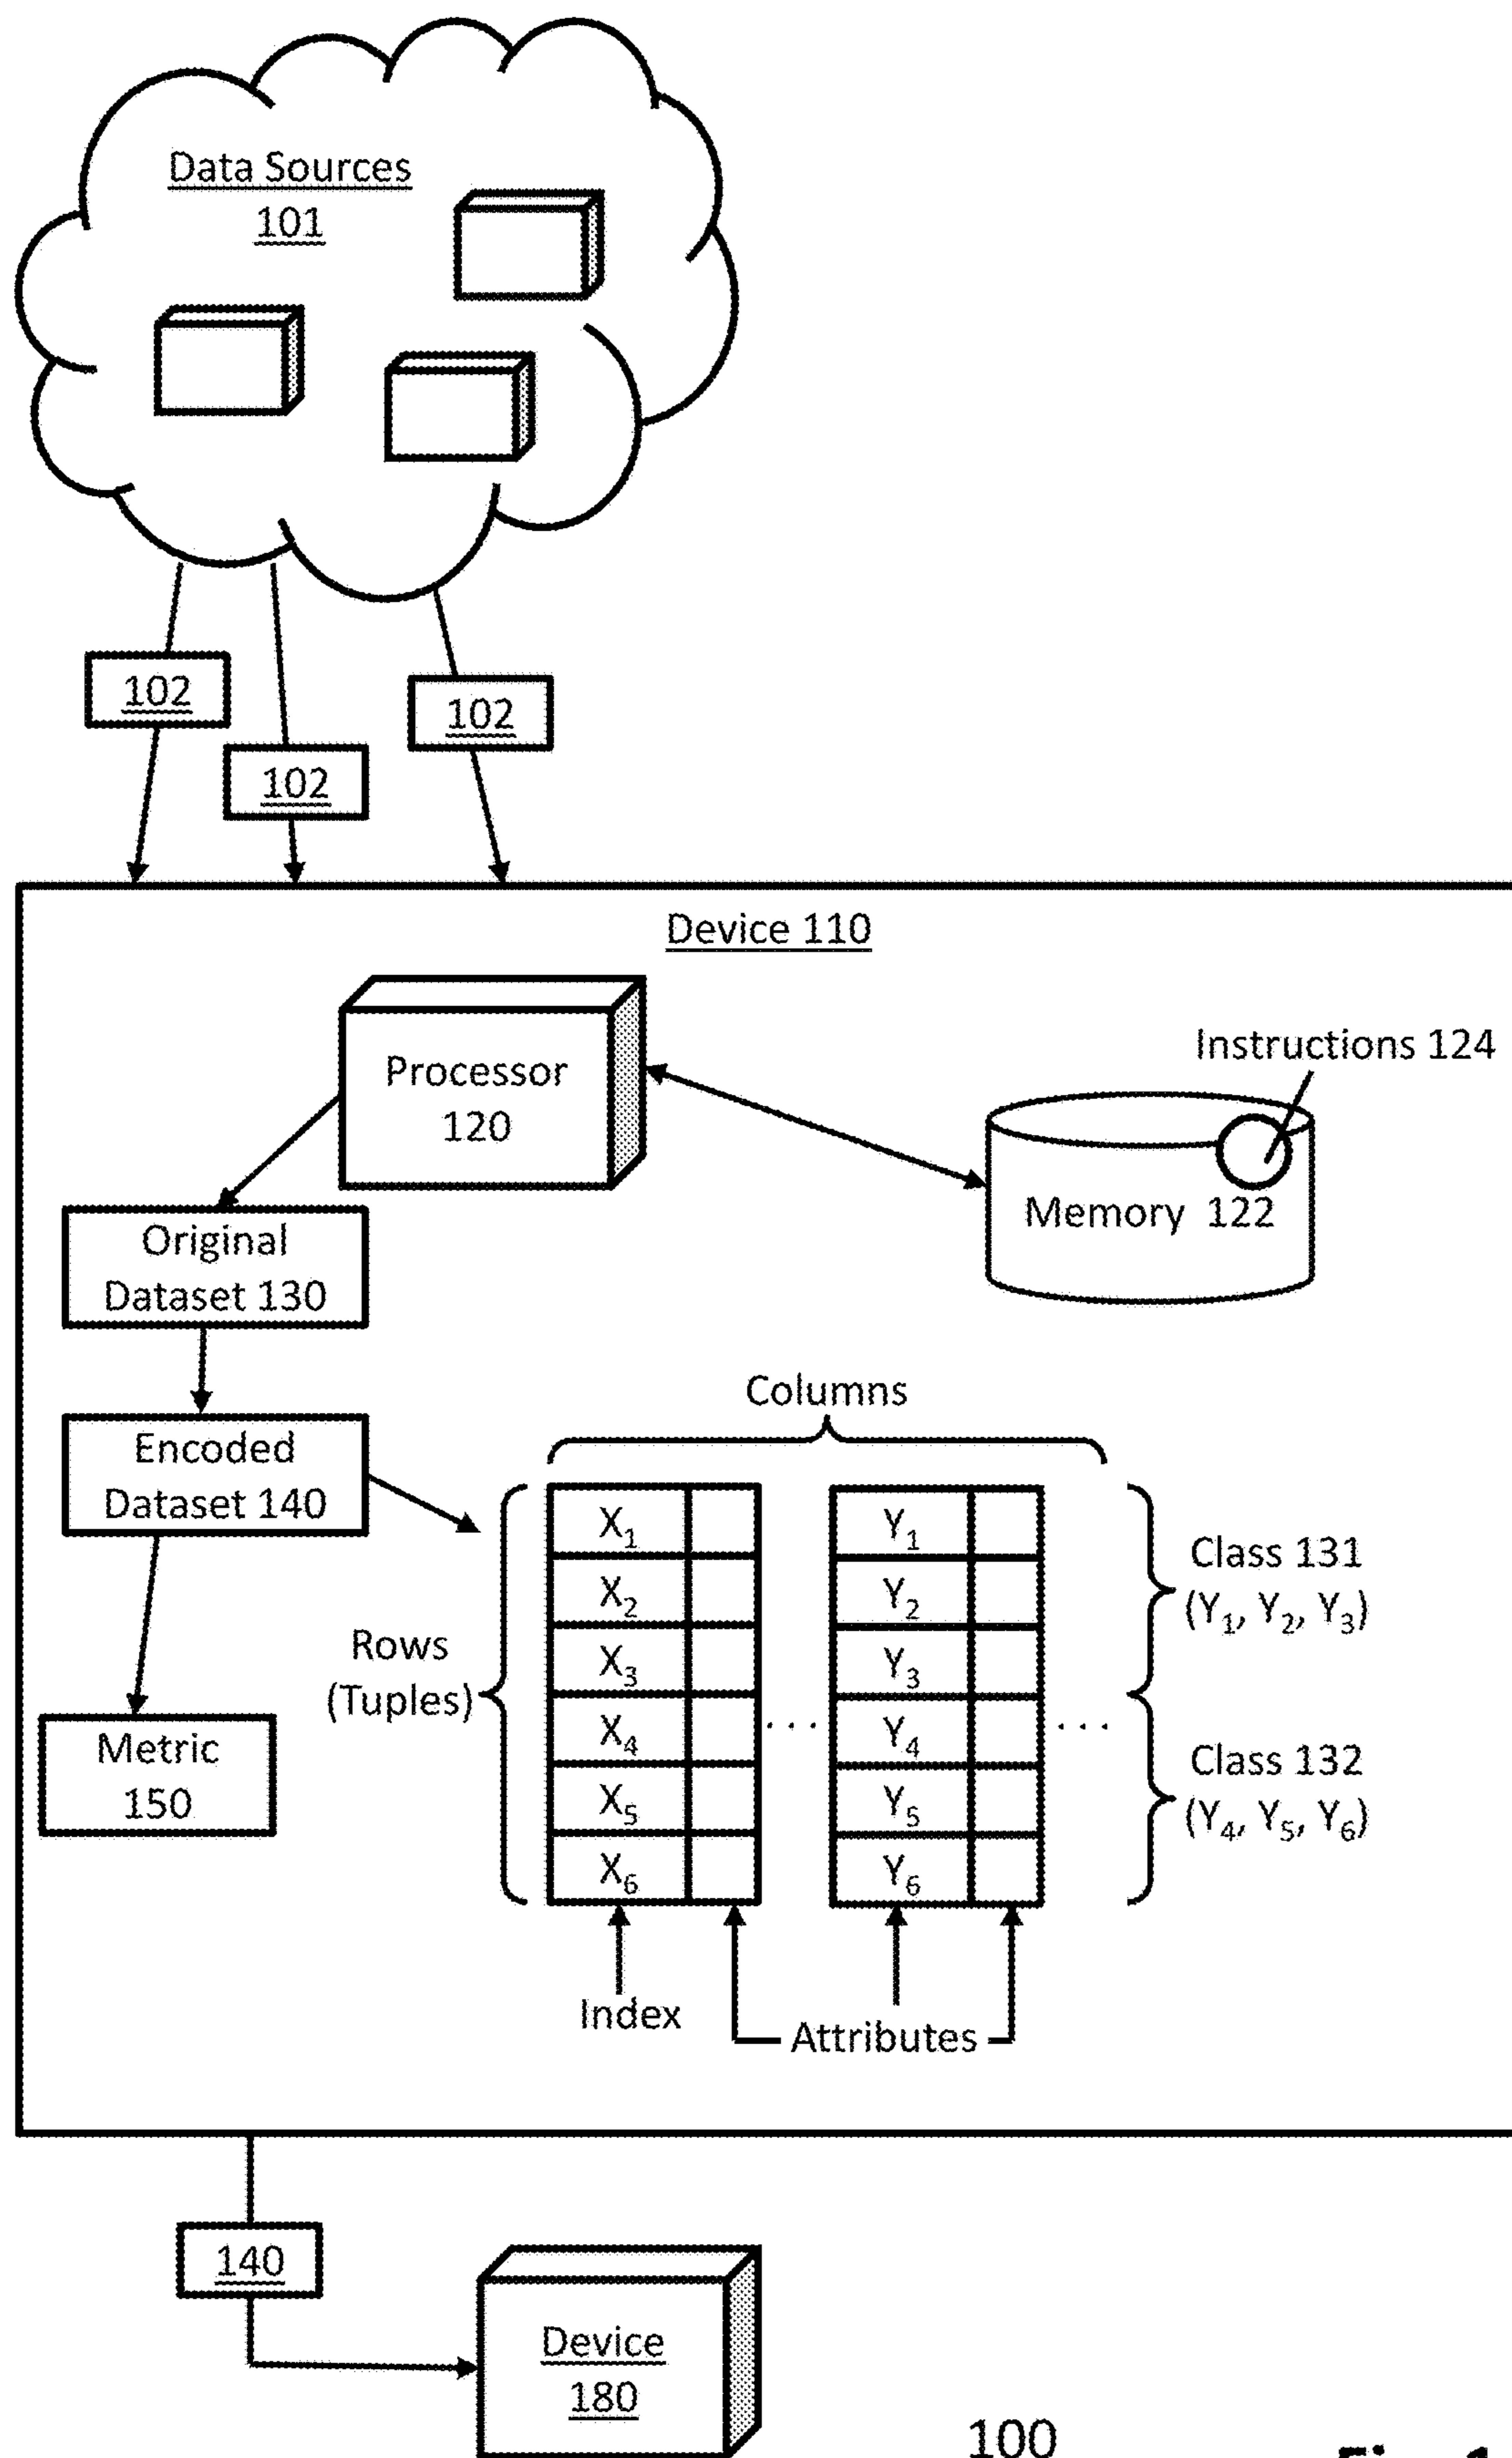 Data Sources
101
102
102
102
Device 110
Processor
120
Instructions 124
Memory 122
Original
Dataset 130
Columns
Encoded
Dataset 140
X₁
Y₁
X₂
Y₂
X₃
Y₃
X₄
Y₄
X₅
Y₅
X₆
Y₆
. . .
. . .
Class 131
(Y₁, Y₂, Y₃)
Rows
(Tuples)
Class 132
(Y₄, Y₅, Y₆)
Metric
150
Index
Attributes
140
Device
180
100